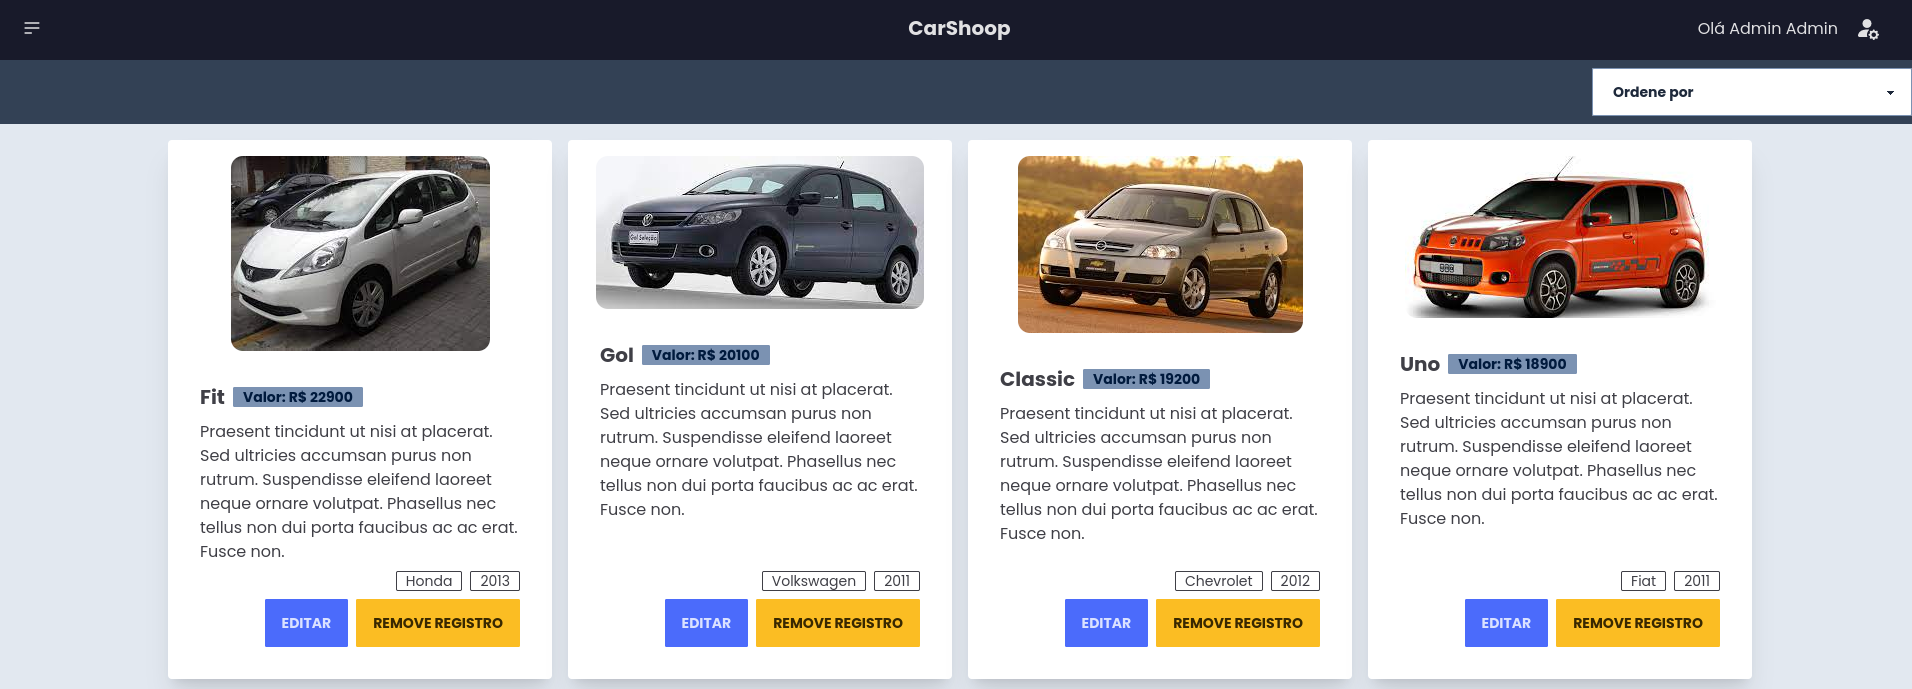 CarShoop
Olá Admin Admin
Ordene por
Fit Valor: R$ 22900
Praesent tincidunt ut nisi at placerat.
Sed ultricies accumsan purus non
rutrum. Suspendisse eleifend laoreet
neque ornare volutpat. Phasellus nec
tellus non dui porta faucibus ac ac erat.
Fusce non.
Honda 2013
EDITAR REMOVE REGISTRO
Gol Seleção
Gol Valor: R$ 20100
Praesent tincidunt ut nisi at placerat.
Sed ultricies accumsan purus non
rutrum. Suspendisse eleifend laoreet
neque ornare volutpat. Phasellus nec
tellus non dui porta faucibus ac ac erat.
Fusce non.
Volkswagen 2011
EDITAR REMOVE REGISTRO
Classic Valor: R$ 19200
Praesent tincidunt ut nisi at placerat.
Sed ultricies accumsan purus non
rutrum. Suspendisse eleifend laoreet
neque ornare volutpat. Phasellus nec
tellus non dui porta faucibus ac ac erat.
Fusce non.
Chevrolet 2012
EDITAR REMOVE REGISTRO
Uno Valor: R$ 18900
Praesent tincidunt ut nisi at placerat.
Sed ultricies accumsan purus non
rutrum. Suspendisse eleifend laoreet
neque ornare volutpat. Phasellus nec
tellus non dui porta faucibus ac ac erat.
Fusce non.
Fiat 2011
EDITAR REMOVE REGISTRO